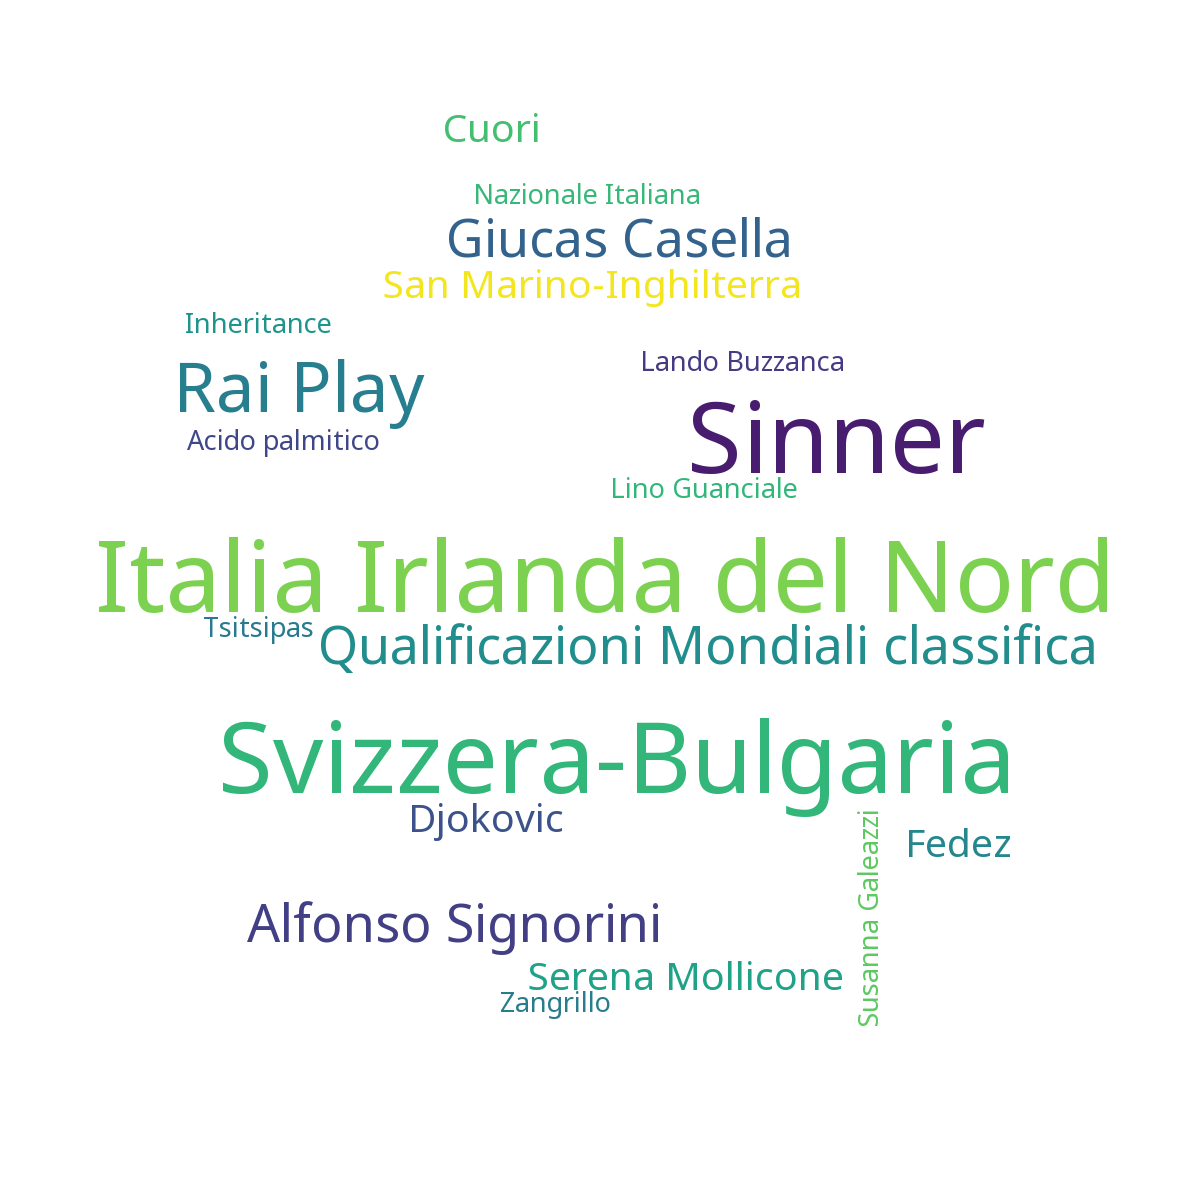 Cuori
Nazionale Italiana
Giucas Casella
San Marino-Inghilterra
Inheritance
Lando Buzzanca
Rai Play
Sinner
Acido palmitico
Lino Guanciale
Italia Irlanda del Nord
Tsitsipas
Qualificazioni Mondiali classifica
Svizzera-Bulgaria
Djokovic
Fedez
Susanna Galeazzi
Alfonso Signorini
Serena Mollicone
Zangrillo